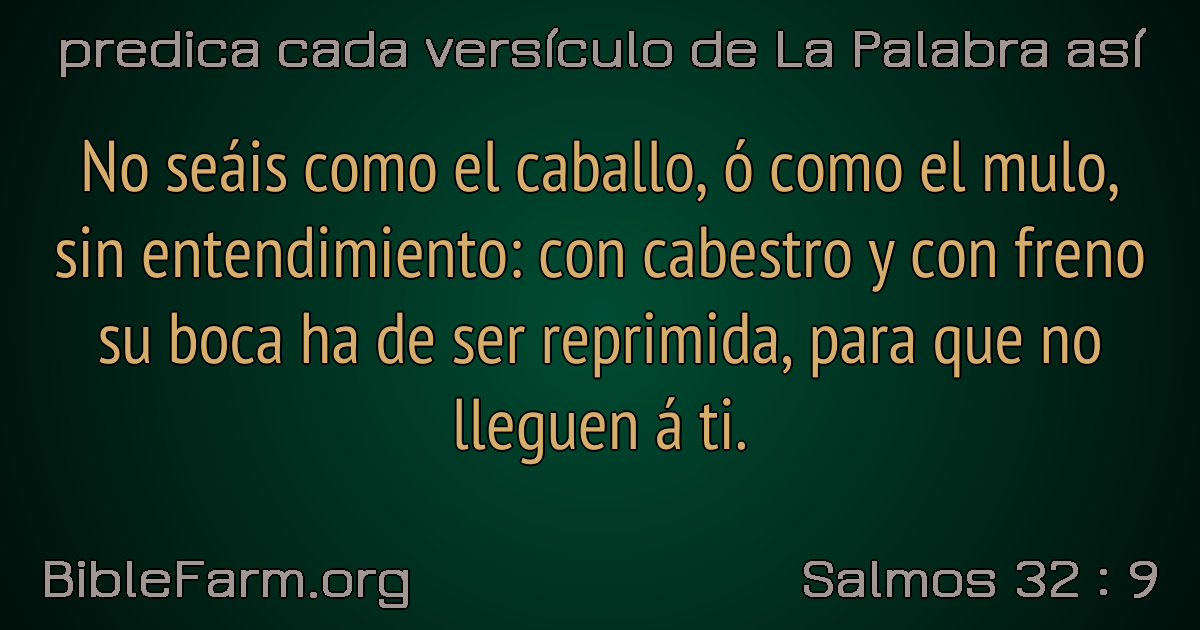 predica cada versículo de La Palabra así
No seáis como el caballo, ó como el mulo,
sin entendimiento: con cabestro y con freno
su boca ha de ser reprimida, para que no
lleguen á ti.
BibleFarm.org
Salmos 32 : 9